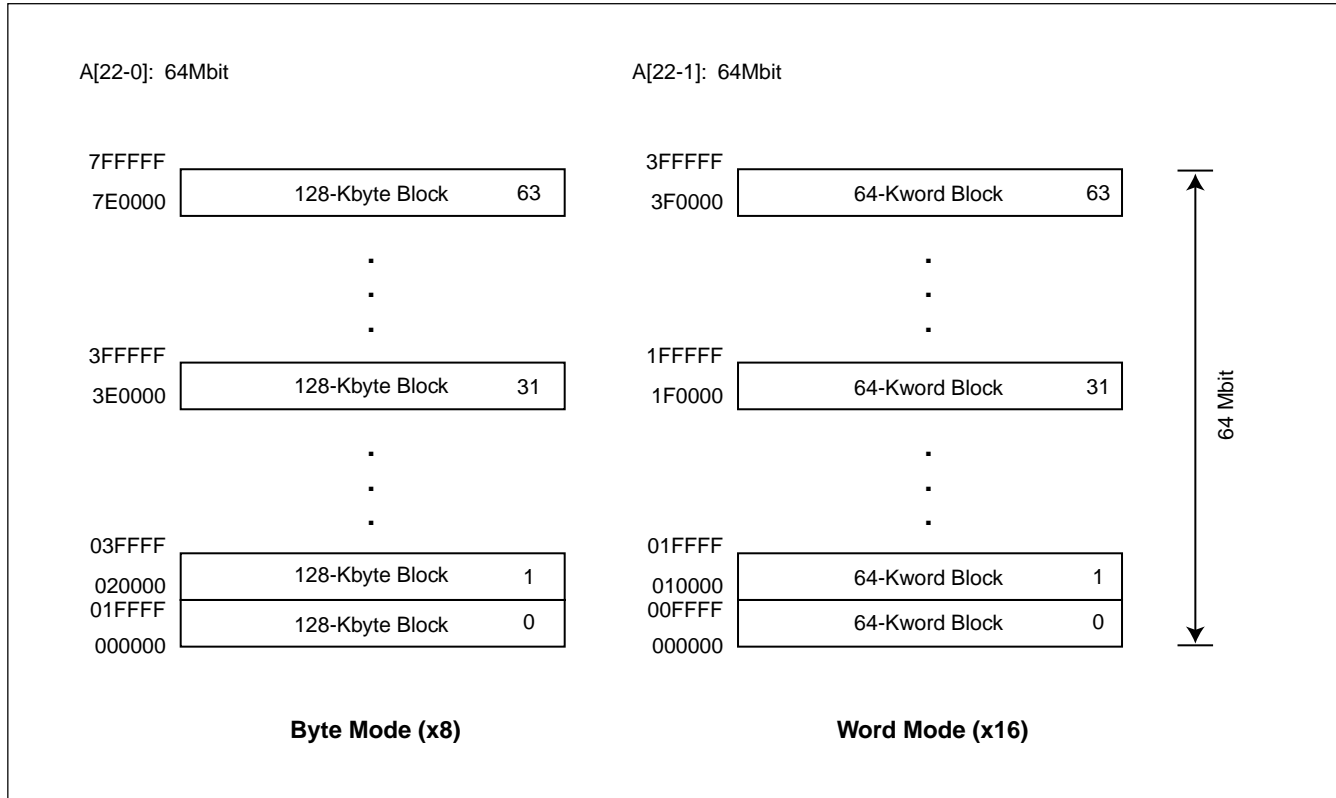 A[22-0]: 64Mbit
A[22-1]: 64Mbit
7FFFFF
7E0000
128-Kbyte Block 63
3FFFFF
3F0000
64-Kword Block 63
3FFFFF
3E0000
128-Kbyte Block 31
1FFFFF
1F0000
64-Kword Block 31
03FFFF
020000
128-Kbyte Block 1
01FFFF
000000
128-Kbyte Block 0
01FFFF
010000
64-Kword Block 1
00FFFF
000000
64-Kword Block 0
64 Mbit
Byte Mode (x8)
Word Mode (x16)